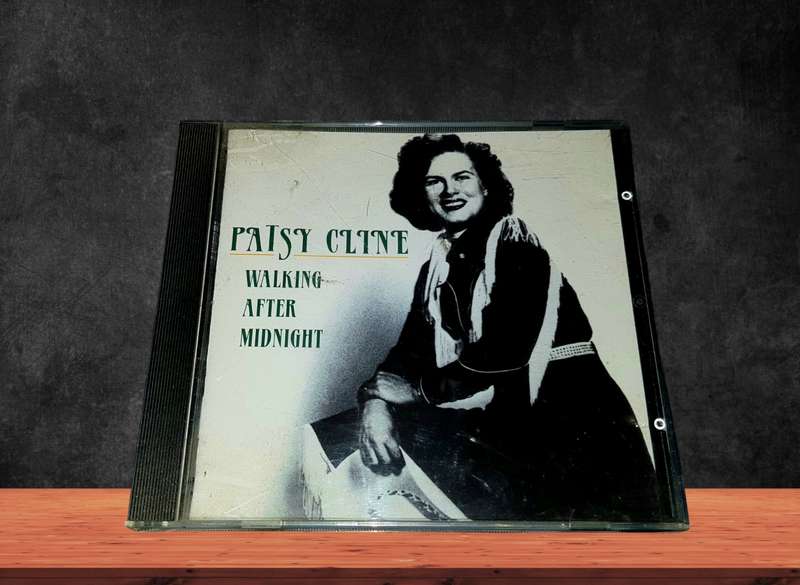 PATSY CLINE
WALKING
AFTER
MIDNIGHT